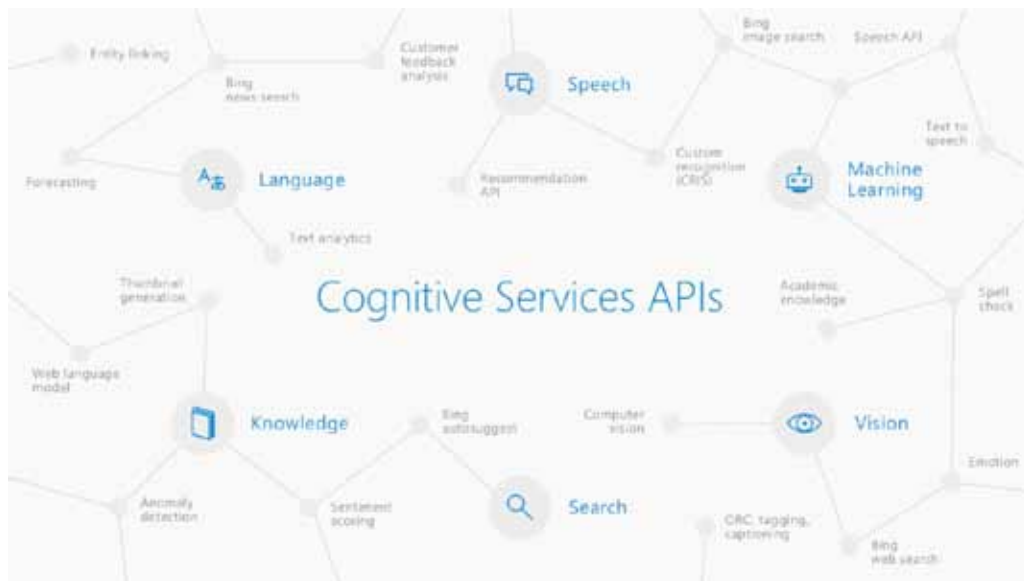 Entity linking
Bing
news search
Customer
feedback
analysis
Speech
Bing
image search
Speech API
Text to
speech
Forecasting
A
Language
Text analytics
Recommendation
API
Custom
recognition
(CRIS)
Machine
Learning
Thumbnail
generation
Cognitive Services APIs
Academic
knowledge
Spell
check
Web language
model
Knowledge
Bing
autosuggest
Computer
vision
Vision
Emotion
Anomaly
detection
Sentiment
scoring
Search
ORC, tagging,
captioning
Bing
web search